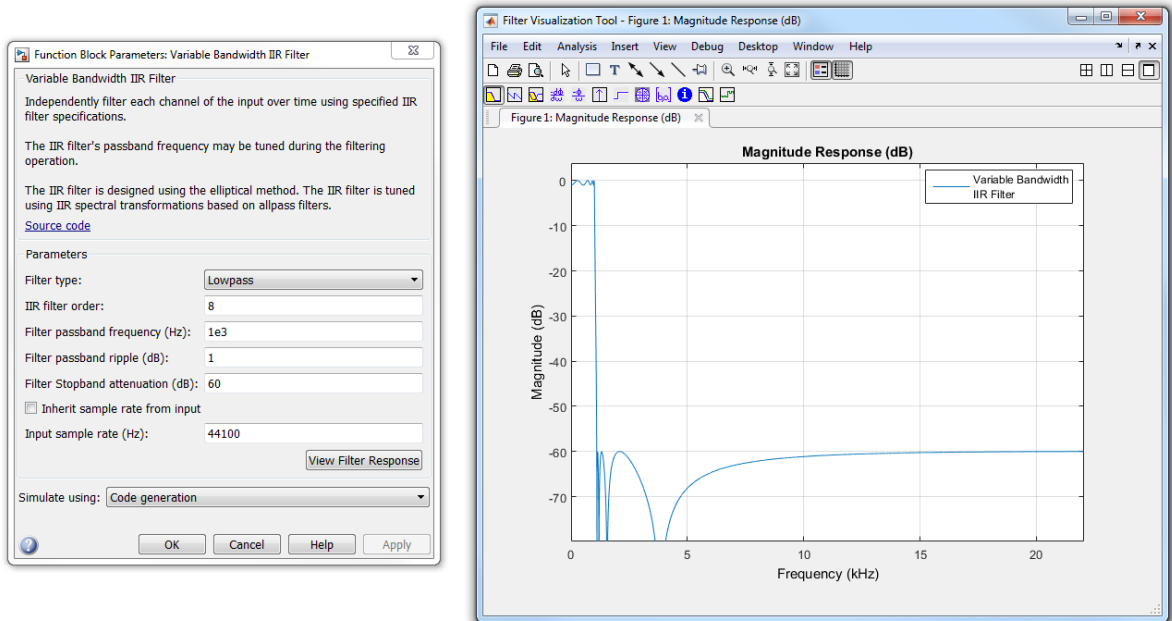 Function Block Parameters: Variable Bandwidth IIR Filter
Variable Bandwidth IIR Filter
Independently filter each channel of the input over time using specified IIR
filter specifications.
The IIR filter's passband frequency may be tuned during the filtering
operation.
The IIR filter is designed using the elliptical method. The IIR filter is tuned
using IIR spectral transformations based on allpass filters.
Source code
Parameters
Filter type: Lowpass
IIR filter order: 8
Filter passband frequency (Hz): 1e3
Filter passband ripple (dB): 1
Filter Stopband attenuation (dB): 60
Inherit sample rate from input
Input sample rate (Hz): 44100
View Filter Response
Simulate using: Code generation
OK Cancel Help Apply
Filter Visualization Tool - Figure 1: Magnitude Response (dB)
File Edit Analysis Insert View Debug Desktop Window Help
Figure 1: Magnitude Response (dB)
Magnitude Response (dB)
Variable Bandwidth
IIR Filter
Magnitude (dB)
0
-10
-20
-30
-40
-50
-60
-70
0 5 10 15 20
Frequency (kHz)